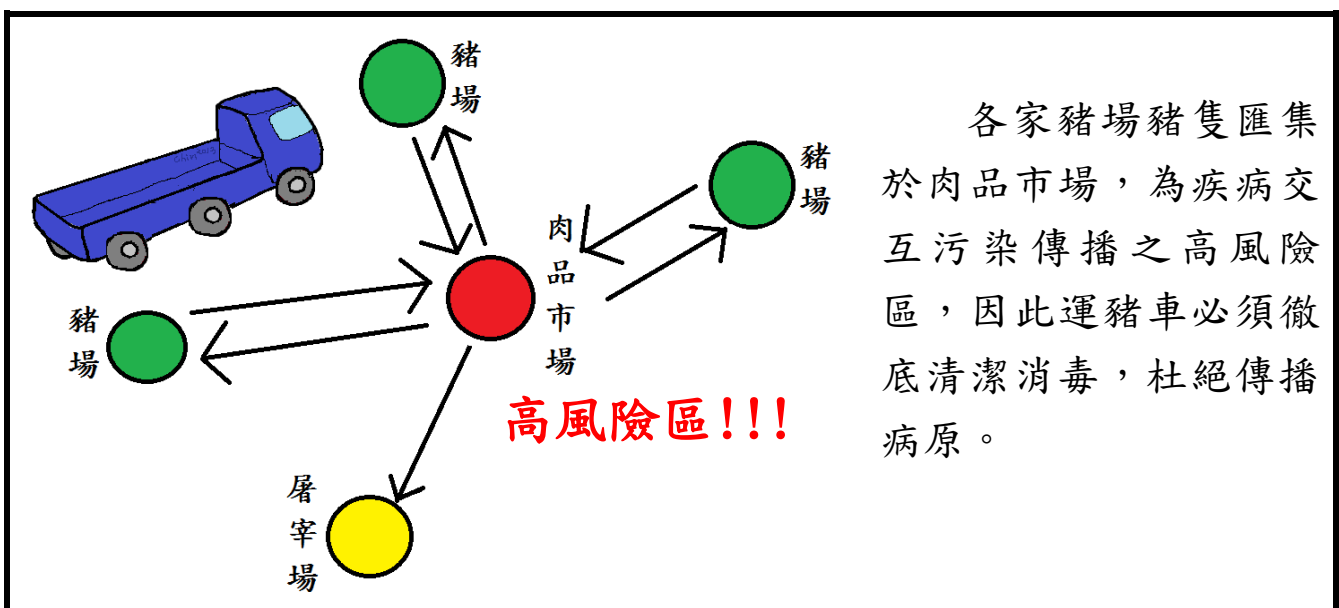 豬場
豬場
豬場
肉品市場
高風險區!!!
屠宰場
各家豬場豬隻匯集
於肉品市場，為疾病交
互污染傳播之高風險
區，因此運豬車必須徹
底清潔消毒，杜絕傳播
病原。